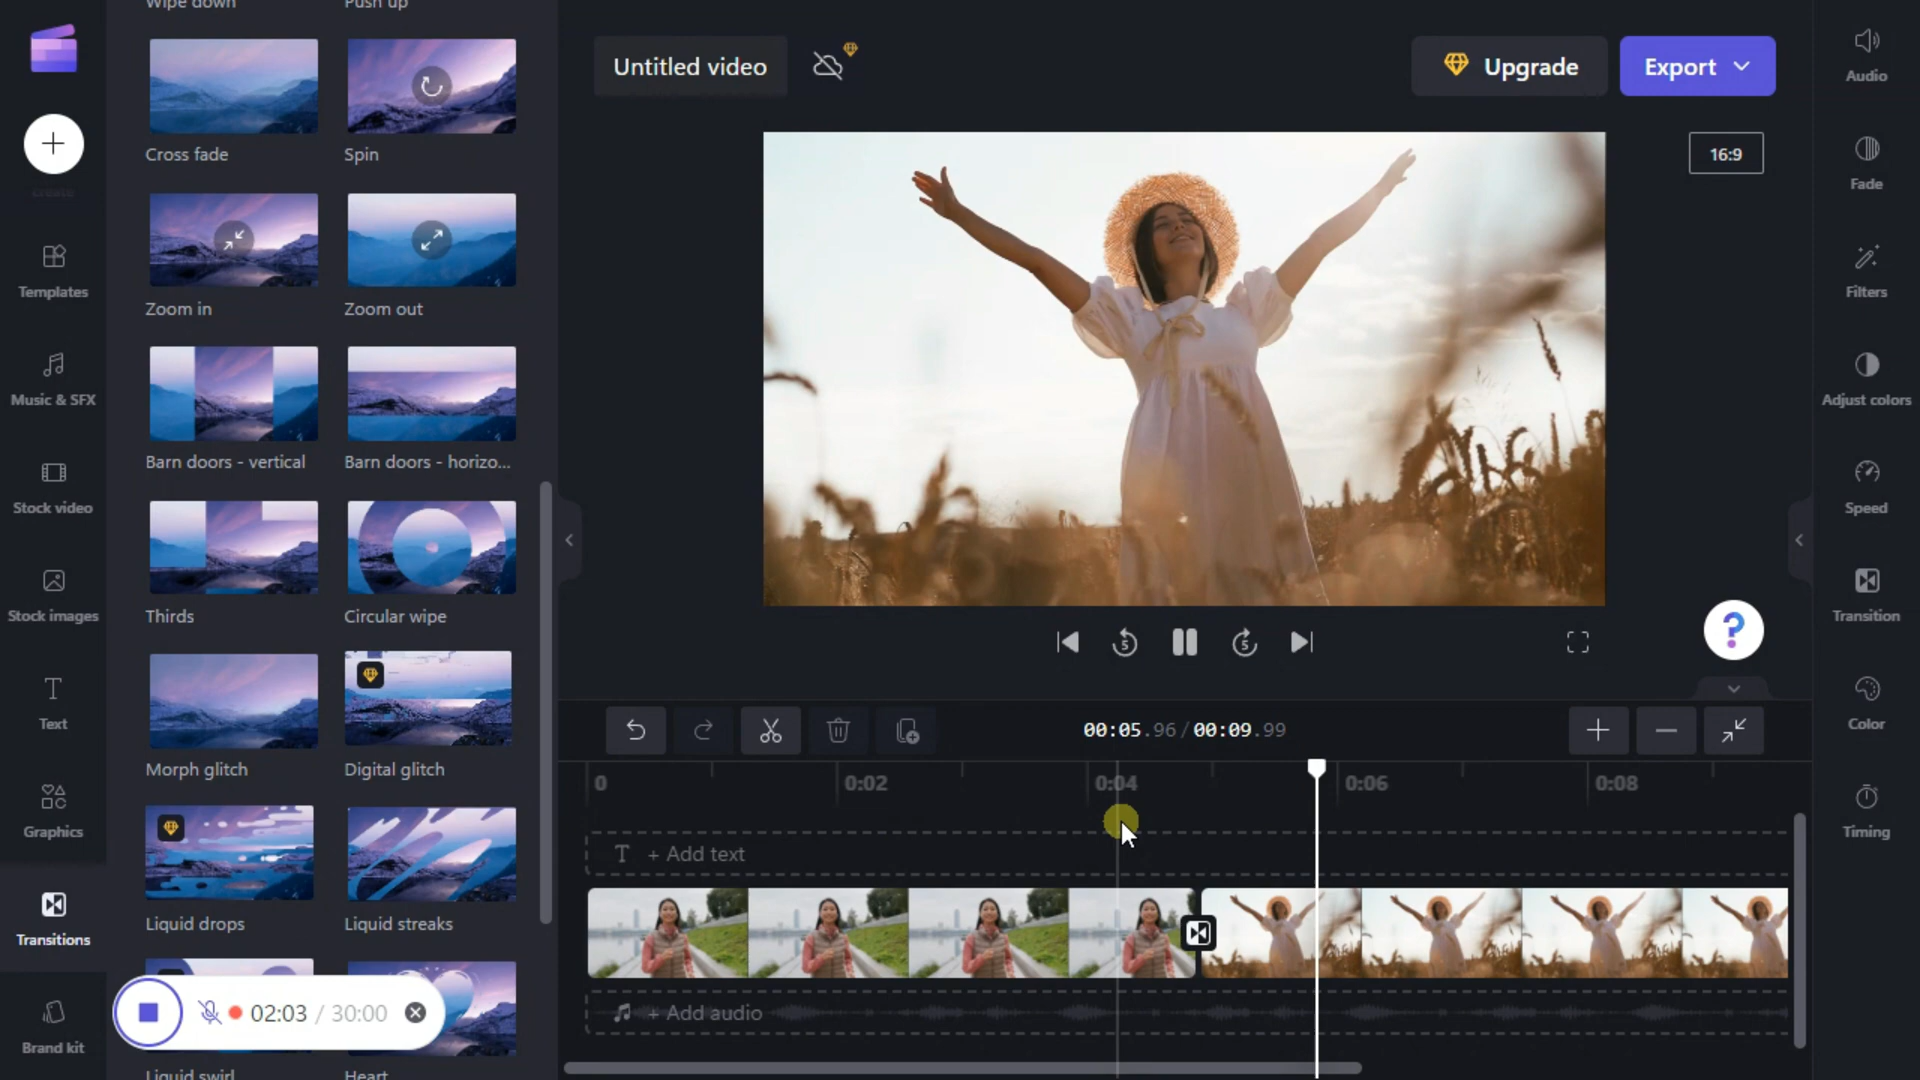 Wipe down
Push up
Untitled video
Upgrade
Export
Audio
create
Cross fade
Spin
16:9
Fade
Templates
Zoom in
Zoom out
Filters
Music & SFX
Adjust colors
Barn doors - vertical
Barn doors - horizo...
Stock video
Speed
Stock images
Thirds
Circular wipe
Transition
5
5
?
Text
Color
00:05.96/00:09.99
Morph glitch
Digital glitch
0
0:02
0:04
0:06
0:08
Graphics
Timing
T + Add text
Liquid drops
Liquid streaks
Transitions
02:03 / 30:00
+ Add audio
Brand kit
Liquid swirl
Heart